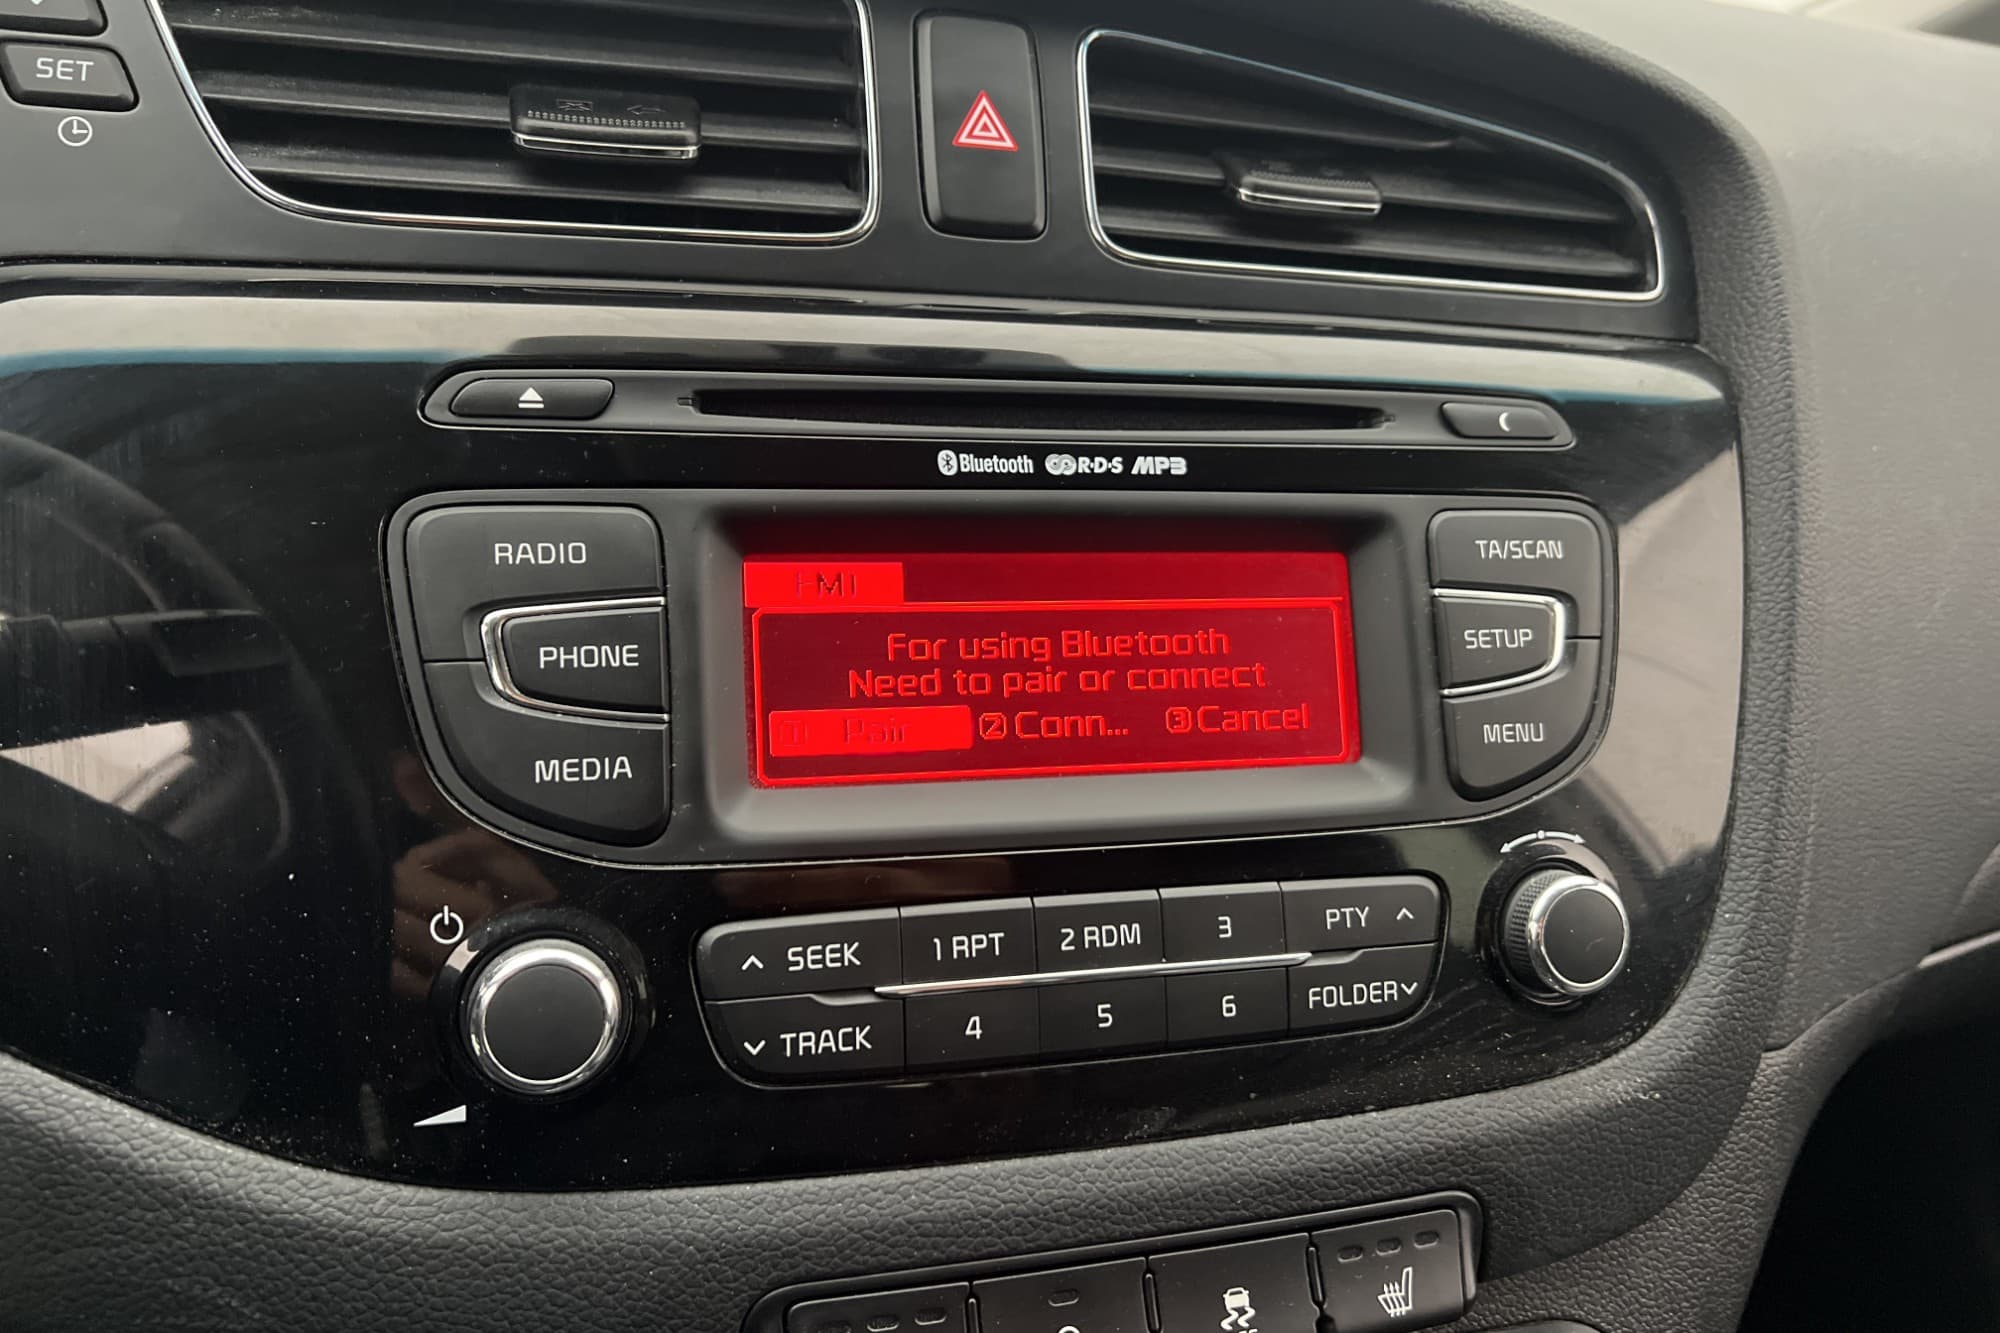 SET
Bluetooth R·D·S MP3
RADIO
PHONE
MEDIA
FM1
For using Bluetooth
Need to pair or connect
1 Pair 2 Conn... 3 Cancel
TA/SCAN
SETUP
MENU
SEEK 1 RPT 2 RDM 3 PTY
TRACK 4 5 6 FOLDER